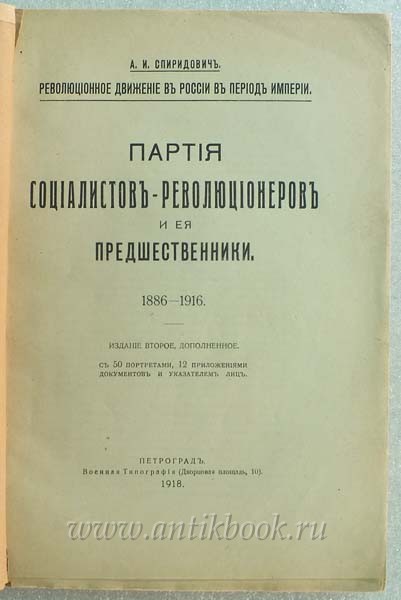 А. И. СПИРИДОВИЧЪ.
РЕВОЛЮЦІОННОЕ ДВИЖЕНІЕ ВЪ РОССІИ ВЪ ПЕРІОДЪ ИМПЕРІИ.
ПАРТІЯ
СОЦІАЛИСТОВЪ-РЕВОЛЮЦІОНЕРОВЪ
И ЕЯ
ПРЕДШЕСТВЕННИКИ.
1886—1916.
ИЗДАНІЕ ВТОРОЕ, ДОПОЛНЕННОЕ.
СЪ 50 ПОРТРЕТАМИ, 12 ПРИЛОЖЕНІЯМИ
ДОКУМЕНТОВЪ И УКАЗАТЕЛЕМЪ ЛИЦЪ.
ПЕТРОГРАДЪ.
Военная Типографія (Дворцовая площадь, 10).
1918.
www.antikbook.ru